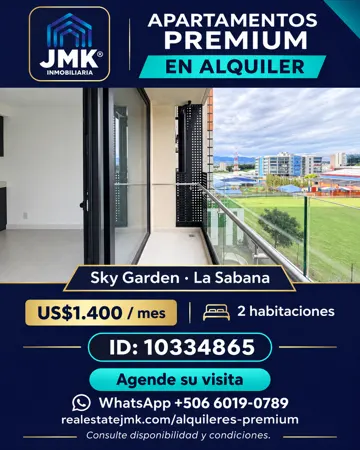 JMK®
INMOBILIARIA
APARTAMENTOS
PREMIUM
EN ALQUILER
Sky Garden · La Sabana
US$1.400 / mes
2 habitaciones
ID: 10334865
Agende su visita
WhatsApp +506 6019-0789
realestatejmk.com/alquileres-premium
Consulte disponibilidad y condiciones.